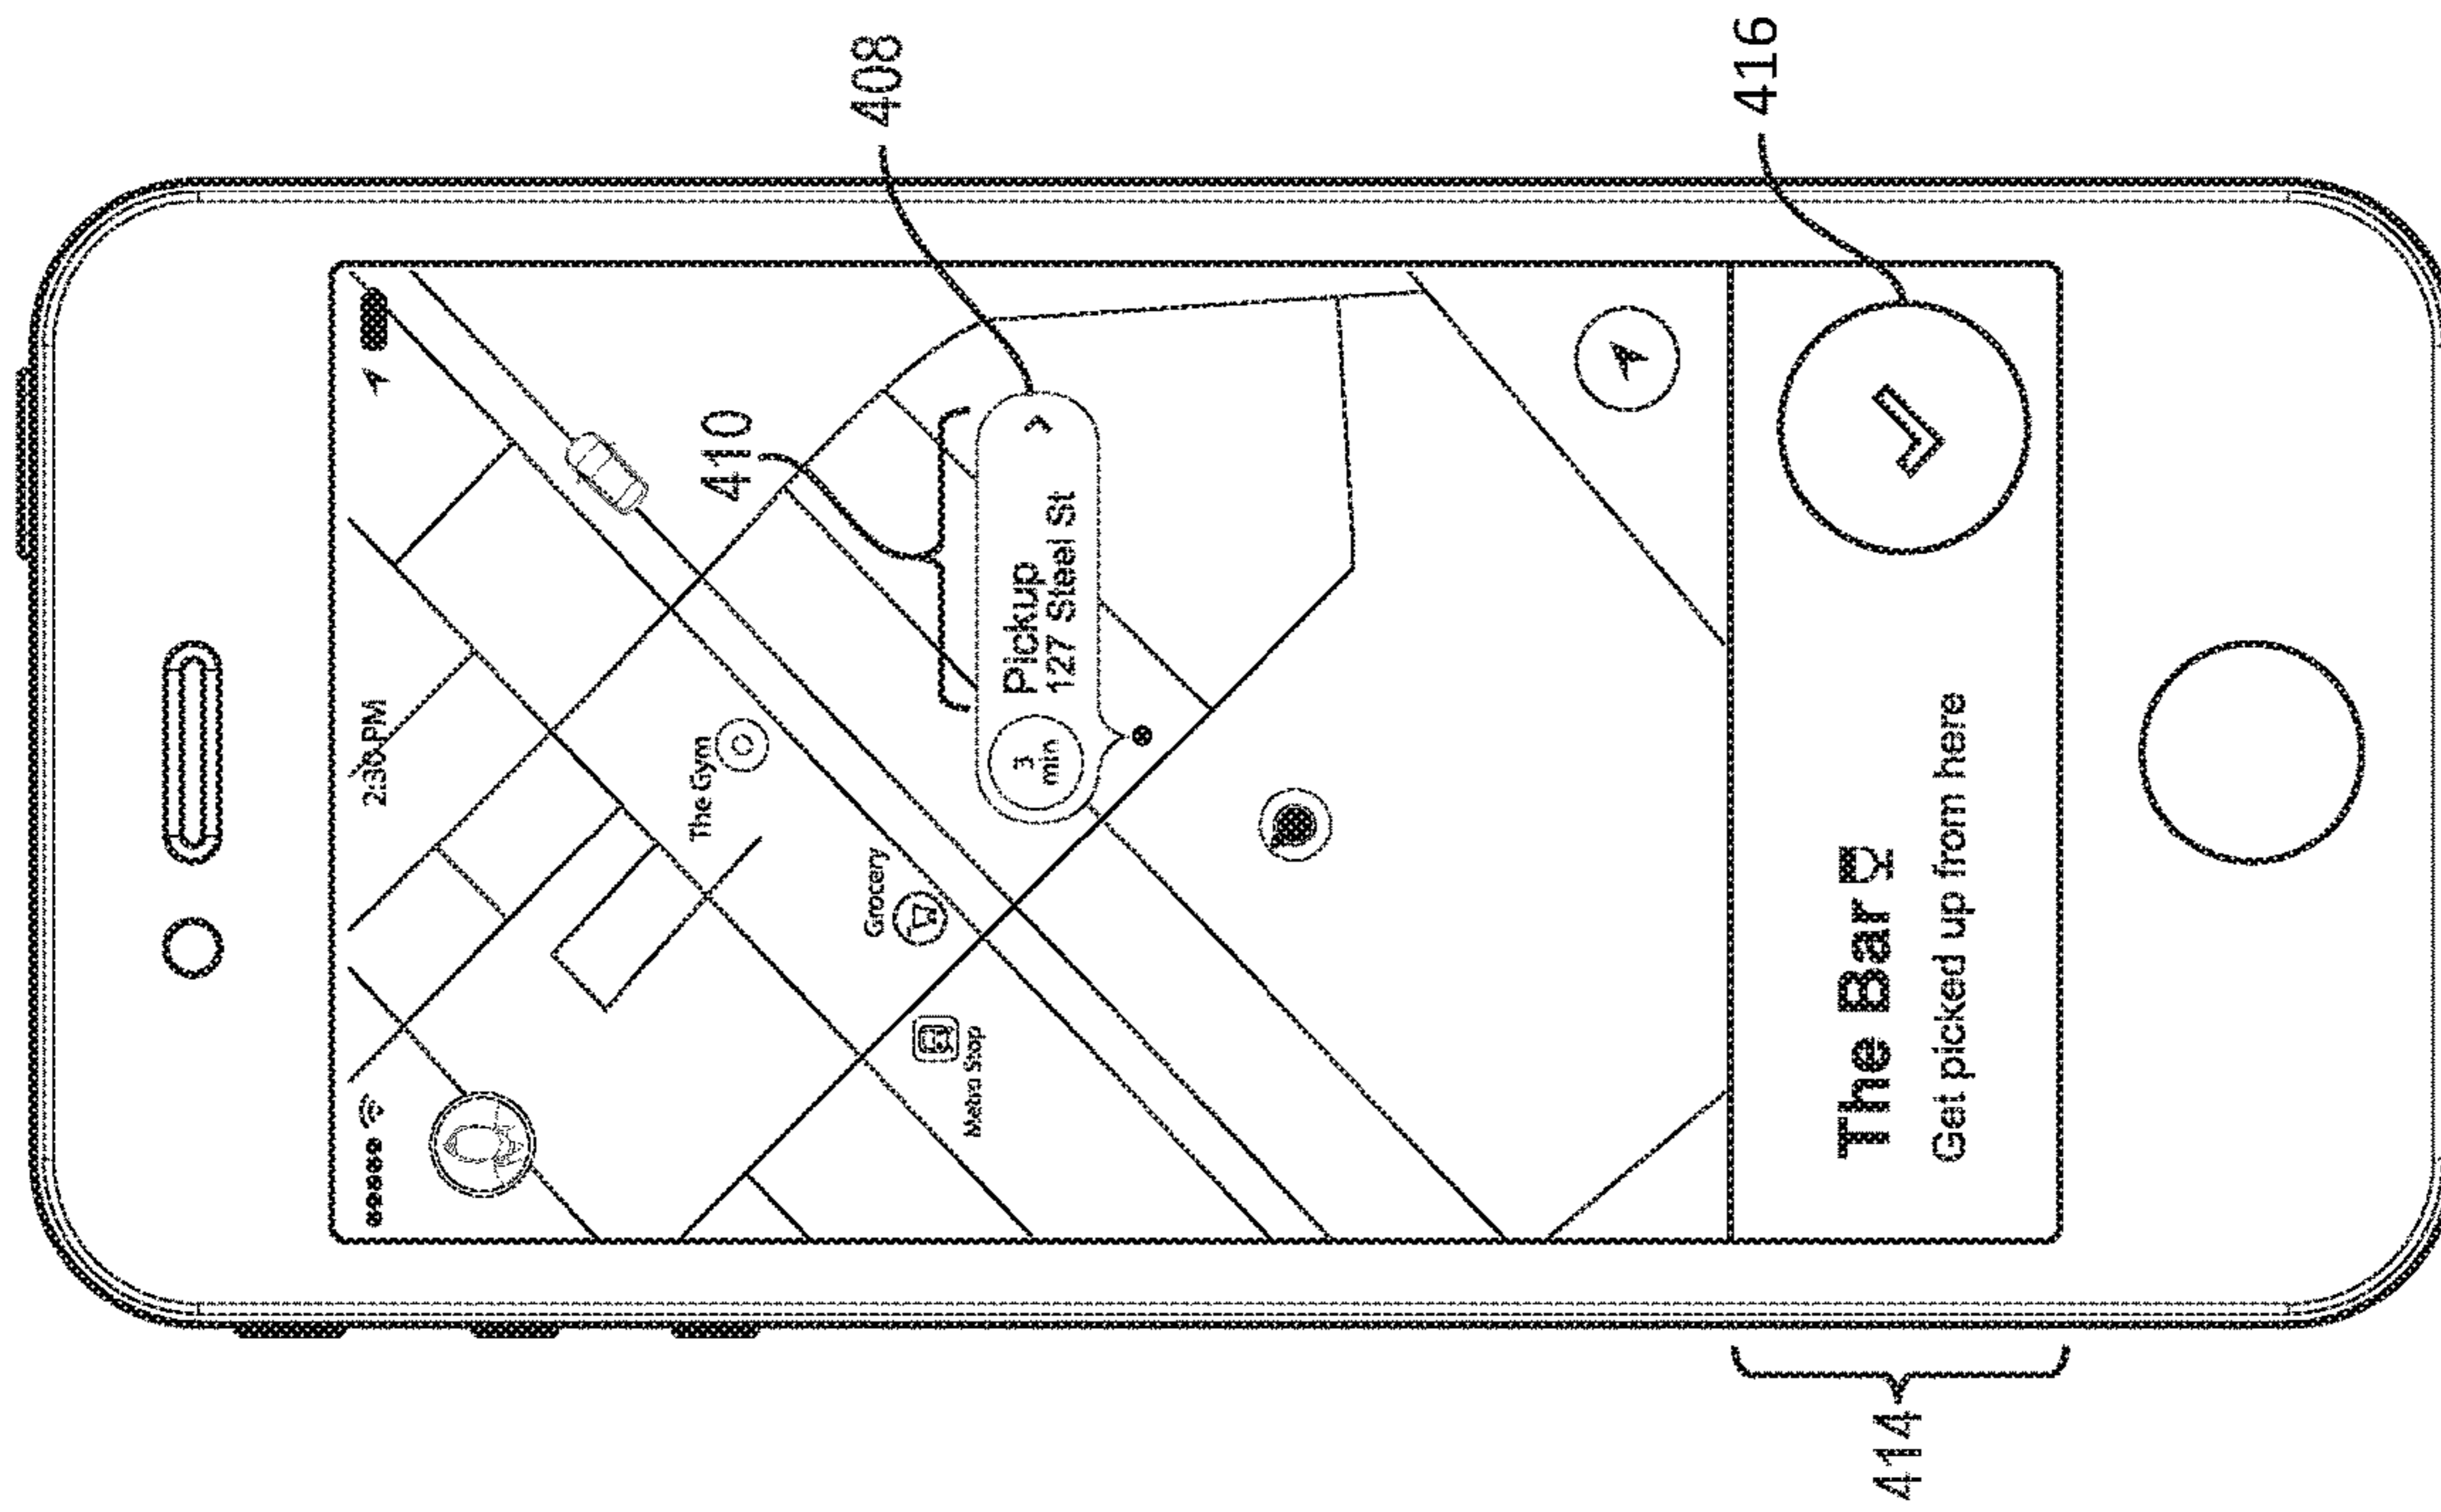 2:30 PM
410
408
The Gym
Grocery
Metro Stop
3
min
Pickup
127 Steel St
414
The Bar
Get picked up from here
416